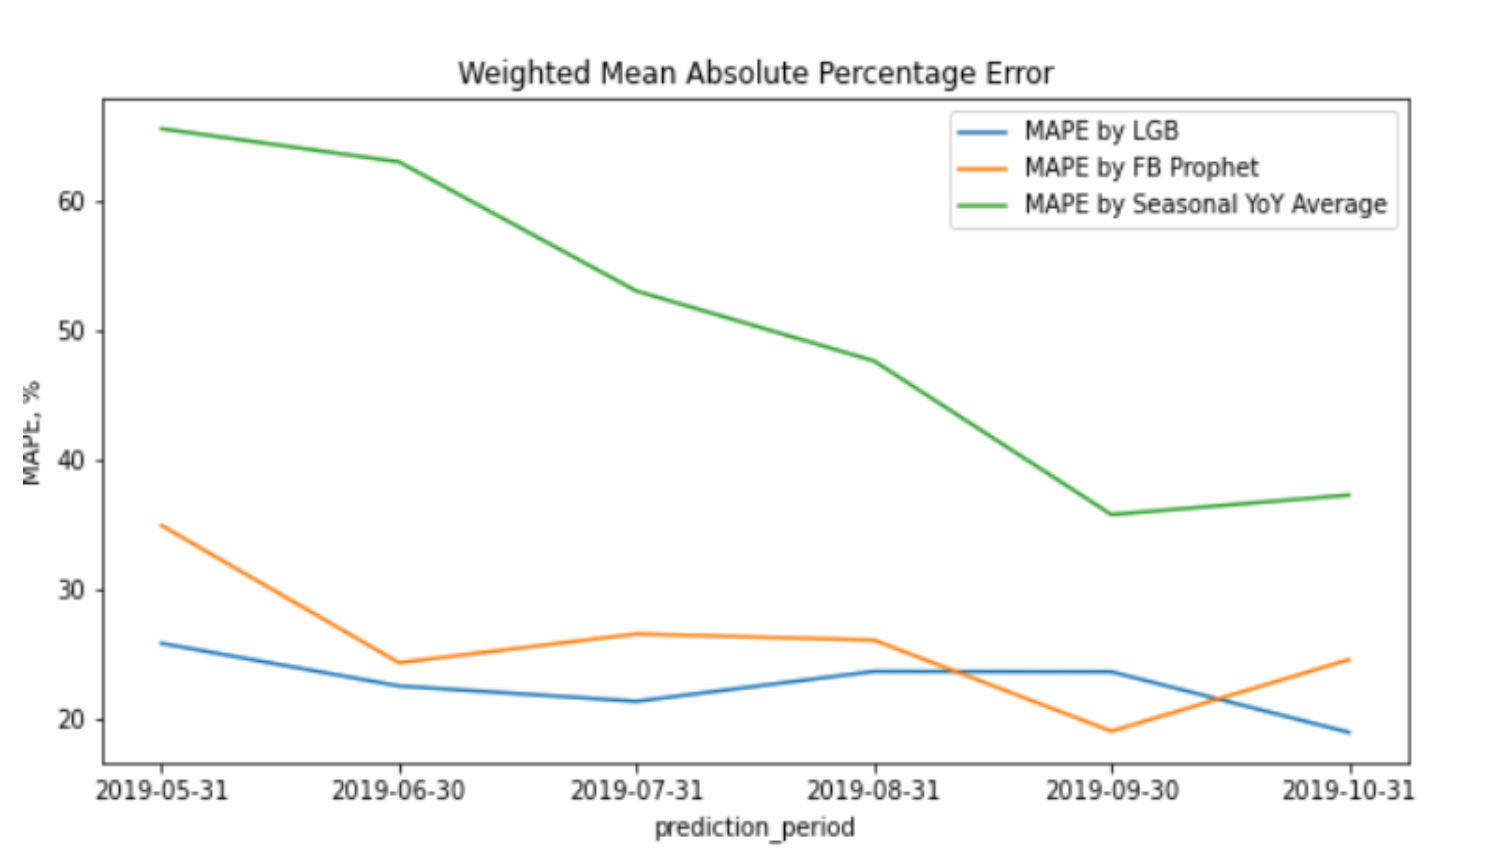 Weighted Mean Absolute Percentage Error
MAPE by LGB
MAPE by FB Prophet
MAPE by Seasonal YoY Average
60
50
40
30
20
MAPE, %
2019-05-31 2019-06-30 2019-07-31 2019-08-31 2019-09-30 2019-10-31
prediction_period